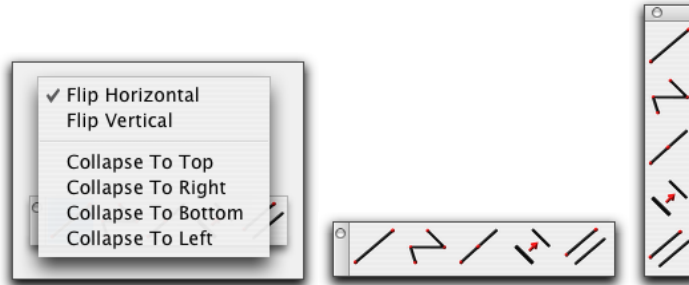 Flip Horizontal
Flip Vertical
Collapse To Top
Collapse To Right
Collapse To Bottom
Collapse To Left